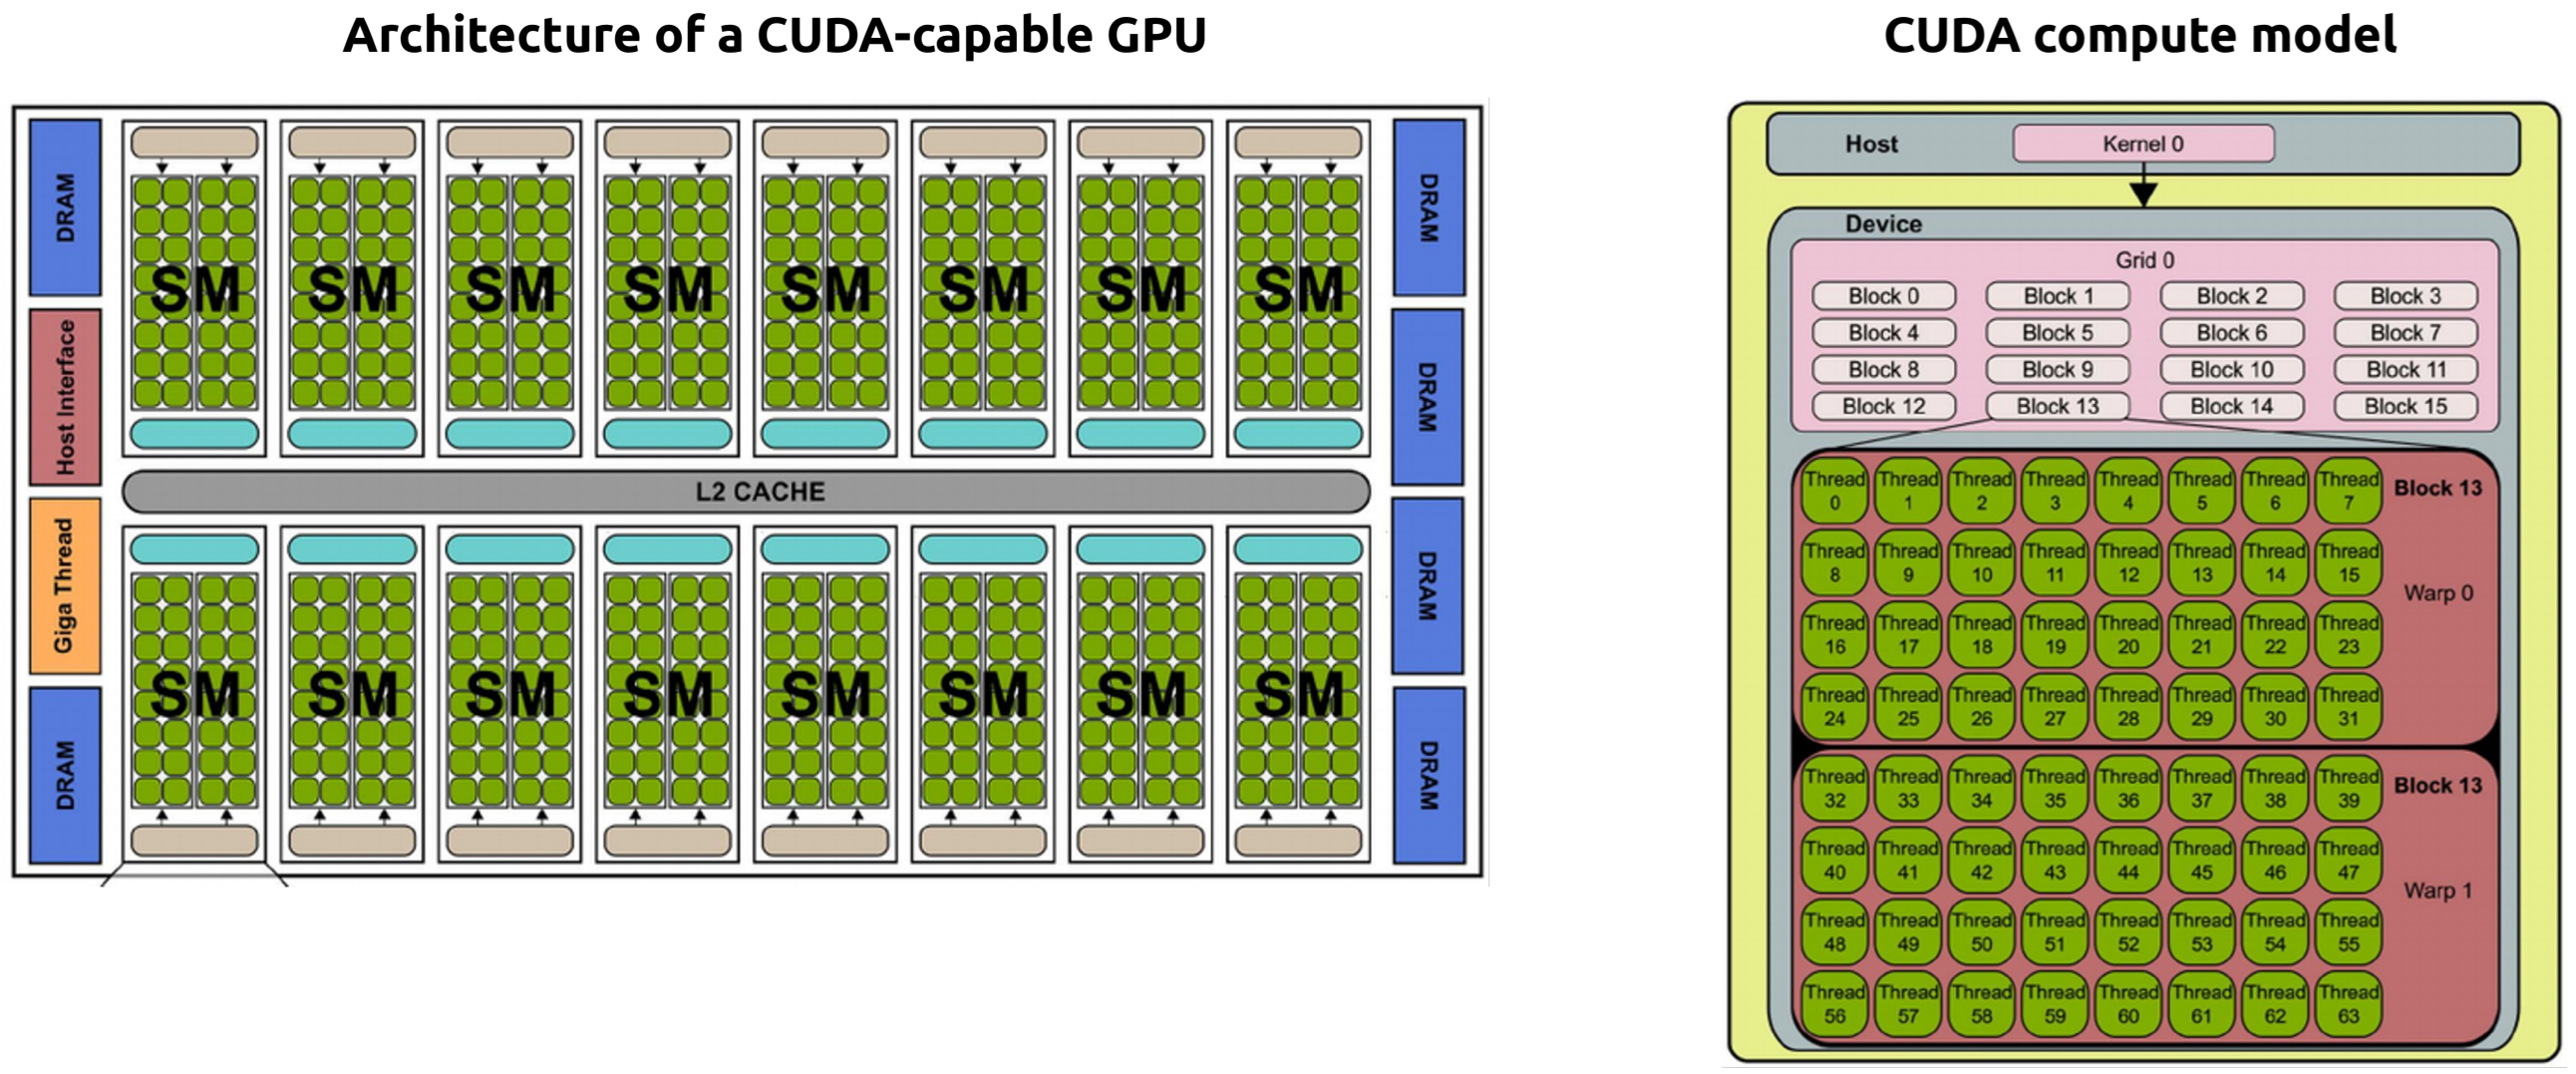 Architecture of a CUDA-capable GPU
DRAM
Host Interface
Giga Thread
DRAM
SM SM SM SM SM SM SM SM
L2 CACHE
SM SM SM SM SM SM SM SM
DRAM
DRAM
DRAM
DRAM
CUDA compute model
Host
Kernel 0
Device
Grid 0
Block 0 Block 1 Block 2 Block 3
Block 4 Block 5 Block 6 Block 7
Block 8 Block 9 Block 10 Block 11
Block 12 Block 13 Block 14 Block 15
Thread Thread Thread Thread Thread Thread Thread Thread
0 1 2 3 4 5 6 7
Block 13
Thread Thread Thread Thread Thread Thread Thread Thread
8 9 10 11 12 13 14 15
Warp 0
Thread Thread Thread Thread Thread Thread Thread Thread
16 17 18 19 20 21 22 23
Thread Thread Thread Thread Thread Thread Thread Thread
24 25 26 27 28 29 30 31
Thread Thread Thread Thread Thread Thread Thread Thread
32 33 34 35 36 37 38 39
Block 13
Thread Thread Thread Thread Thread Thread Thread Thread
40 41 42 43 44 45 46 47
Warp 1
Thread Thread Thread Thread Thread Thread Thread Thread
48 49 50 51 52 53 54 55
Thread Thread Thread Thread Thread Thread Thread Thread
56 57 58 59 60 61 62 63